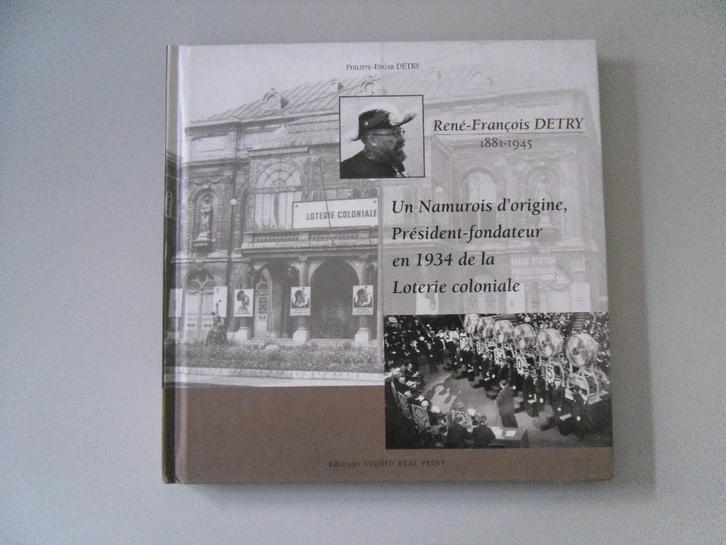 Philippe-Edgar DETRY
René-François DETRY
1881-1945
LOTERIE COLONIALE
Un Namurois d'origine,
Président-fondateur
en 1934 de la
Loterie coloniale
Editions STUDIO REAL PRINT